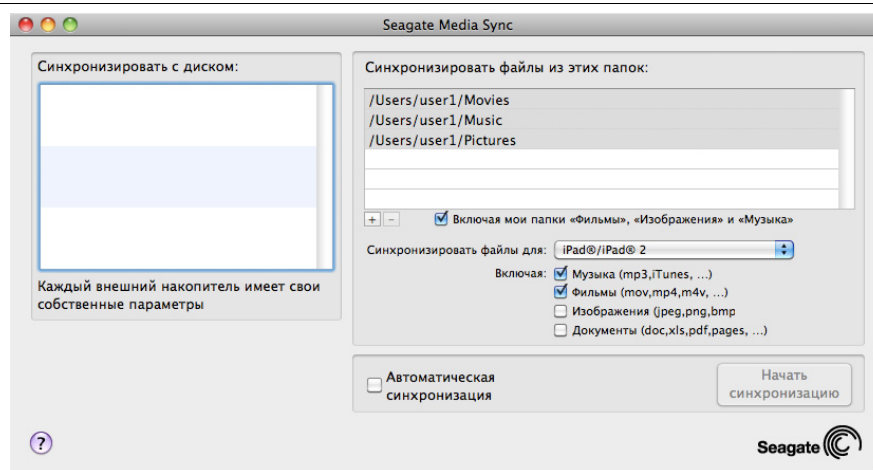 Seagate Media Sync
Синхронизировать с диском:
Каждый внешний накопитель имеет свои
собственные параметры
Синхронизировать файлы из этих папок:
/Users/user1/Movies
/Users/user1/Music
/Users/user1/Pictures
+ −
Включая мои папки «Фильмы», «Изображения» и «Музыка»
Синхронизировать файлы для: iPad®/iPad® 2
Включая: Музыка (mp3,iTunes, ...)
Фильмы (mov,mp4,m4v, ...)
Изображения (jpeg,png,bmp
Документы (doc,xls,pdf,pages, ...)
Автоматическая
синхронизация
Начать
синхронизацию
?
Seagate